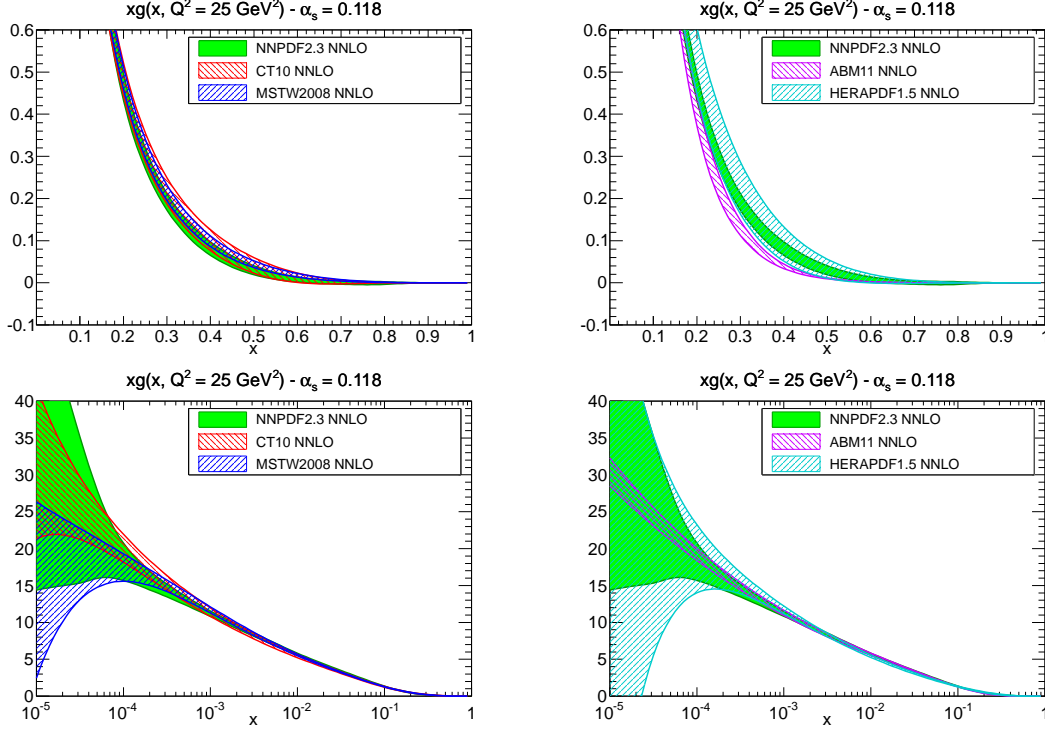 xg(x, Q² = 25 GeV²) - αₛ = 0.118
0.6
0.5
0.4
0.3
0.2
0.1
0
-0.1
NNPDF2.3 NNLO
CT10 NNLO
MSTW2008 NNLO
0.1 0.2 0.3 0.4 0.5 0.6 0.7 0.8 0.9 1
x
xg(x, Q² = 25 GeV²) - αₛ = 0.118
0.6
0.5
0.4
0.3
0.2
0.1
0
-0.1
NNPDF2.3 NNLO
ABM11 NNLO
HERAPDF1.5 NNLO
0.1 0.2 0.3 0.4 0.5 0.6 0.7 0.8 0.9 1
x
xg(x, Q² = 25 GeV²) - αₛ = 0.118
40
35
30
25
20
15
10
5
0
NNPDF2.3 NNLO
CT10 NNLO
MSTW2008 NNLO
10⁻⁵ 10⁻⁴ 10⁻³ 10⁻² 10⁻¹ 1
x
xg(x, Q² = 25 GeV²) - αₛ = 0.118
40
35
30
25
20
15
10
5
0
NNPDF2.3 NNLO
ABM11 NNLO
HERAPDF1.5 NNLO
10⁻⁵ 10⁻⁴ 10⁻³ 10⁻² 10⁻¹ 1
x